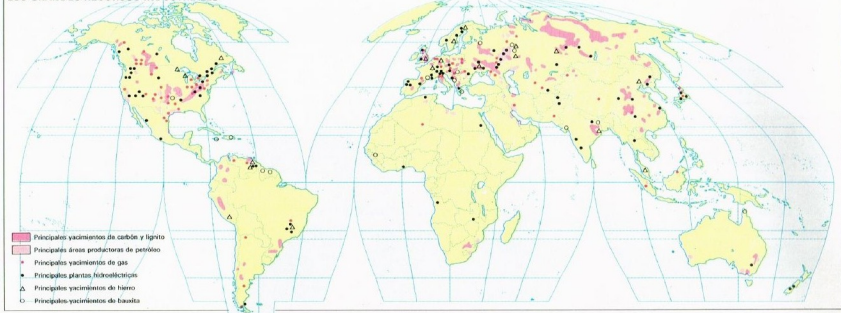 Principales yacimientos de carbón y lignito
Principales áreas productoras de petróleo
Principales yacimientos de gas
Principales plantas hidroeléctricas
Principales yacimientos de hierro
Principales yacimientos de bauxita